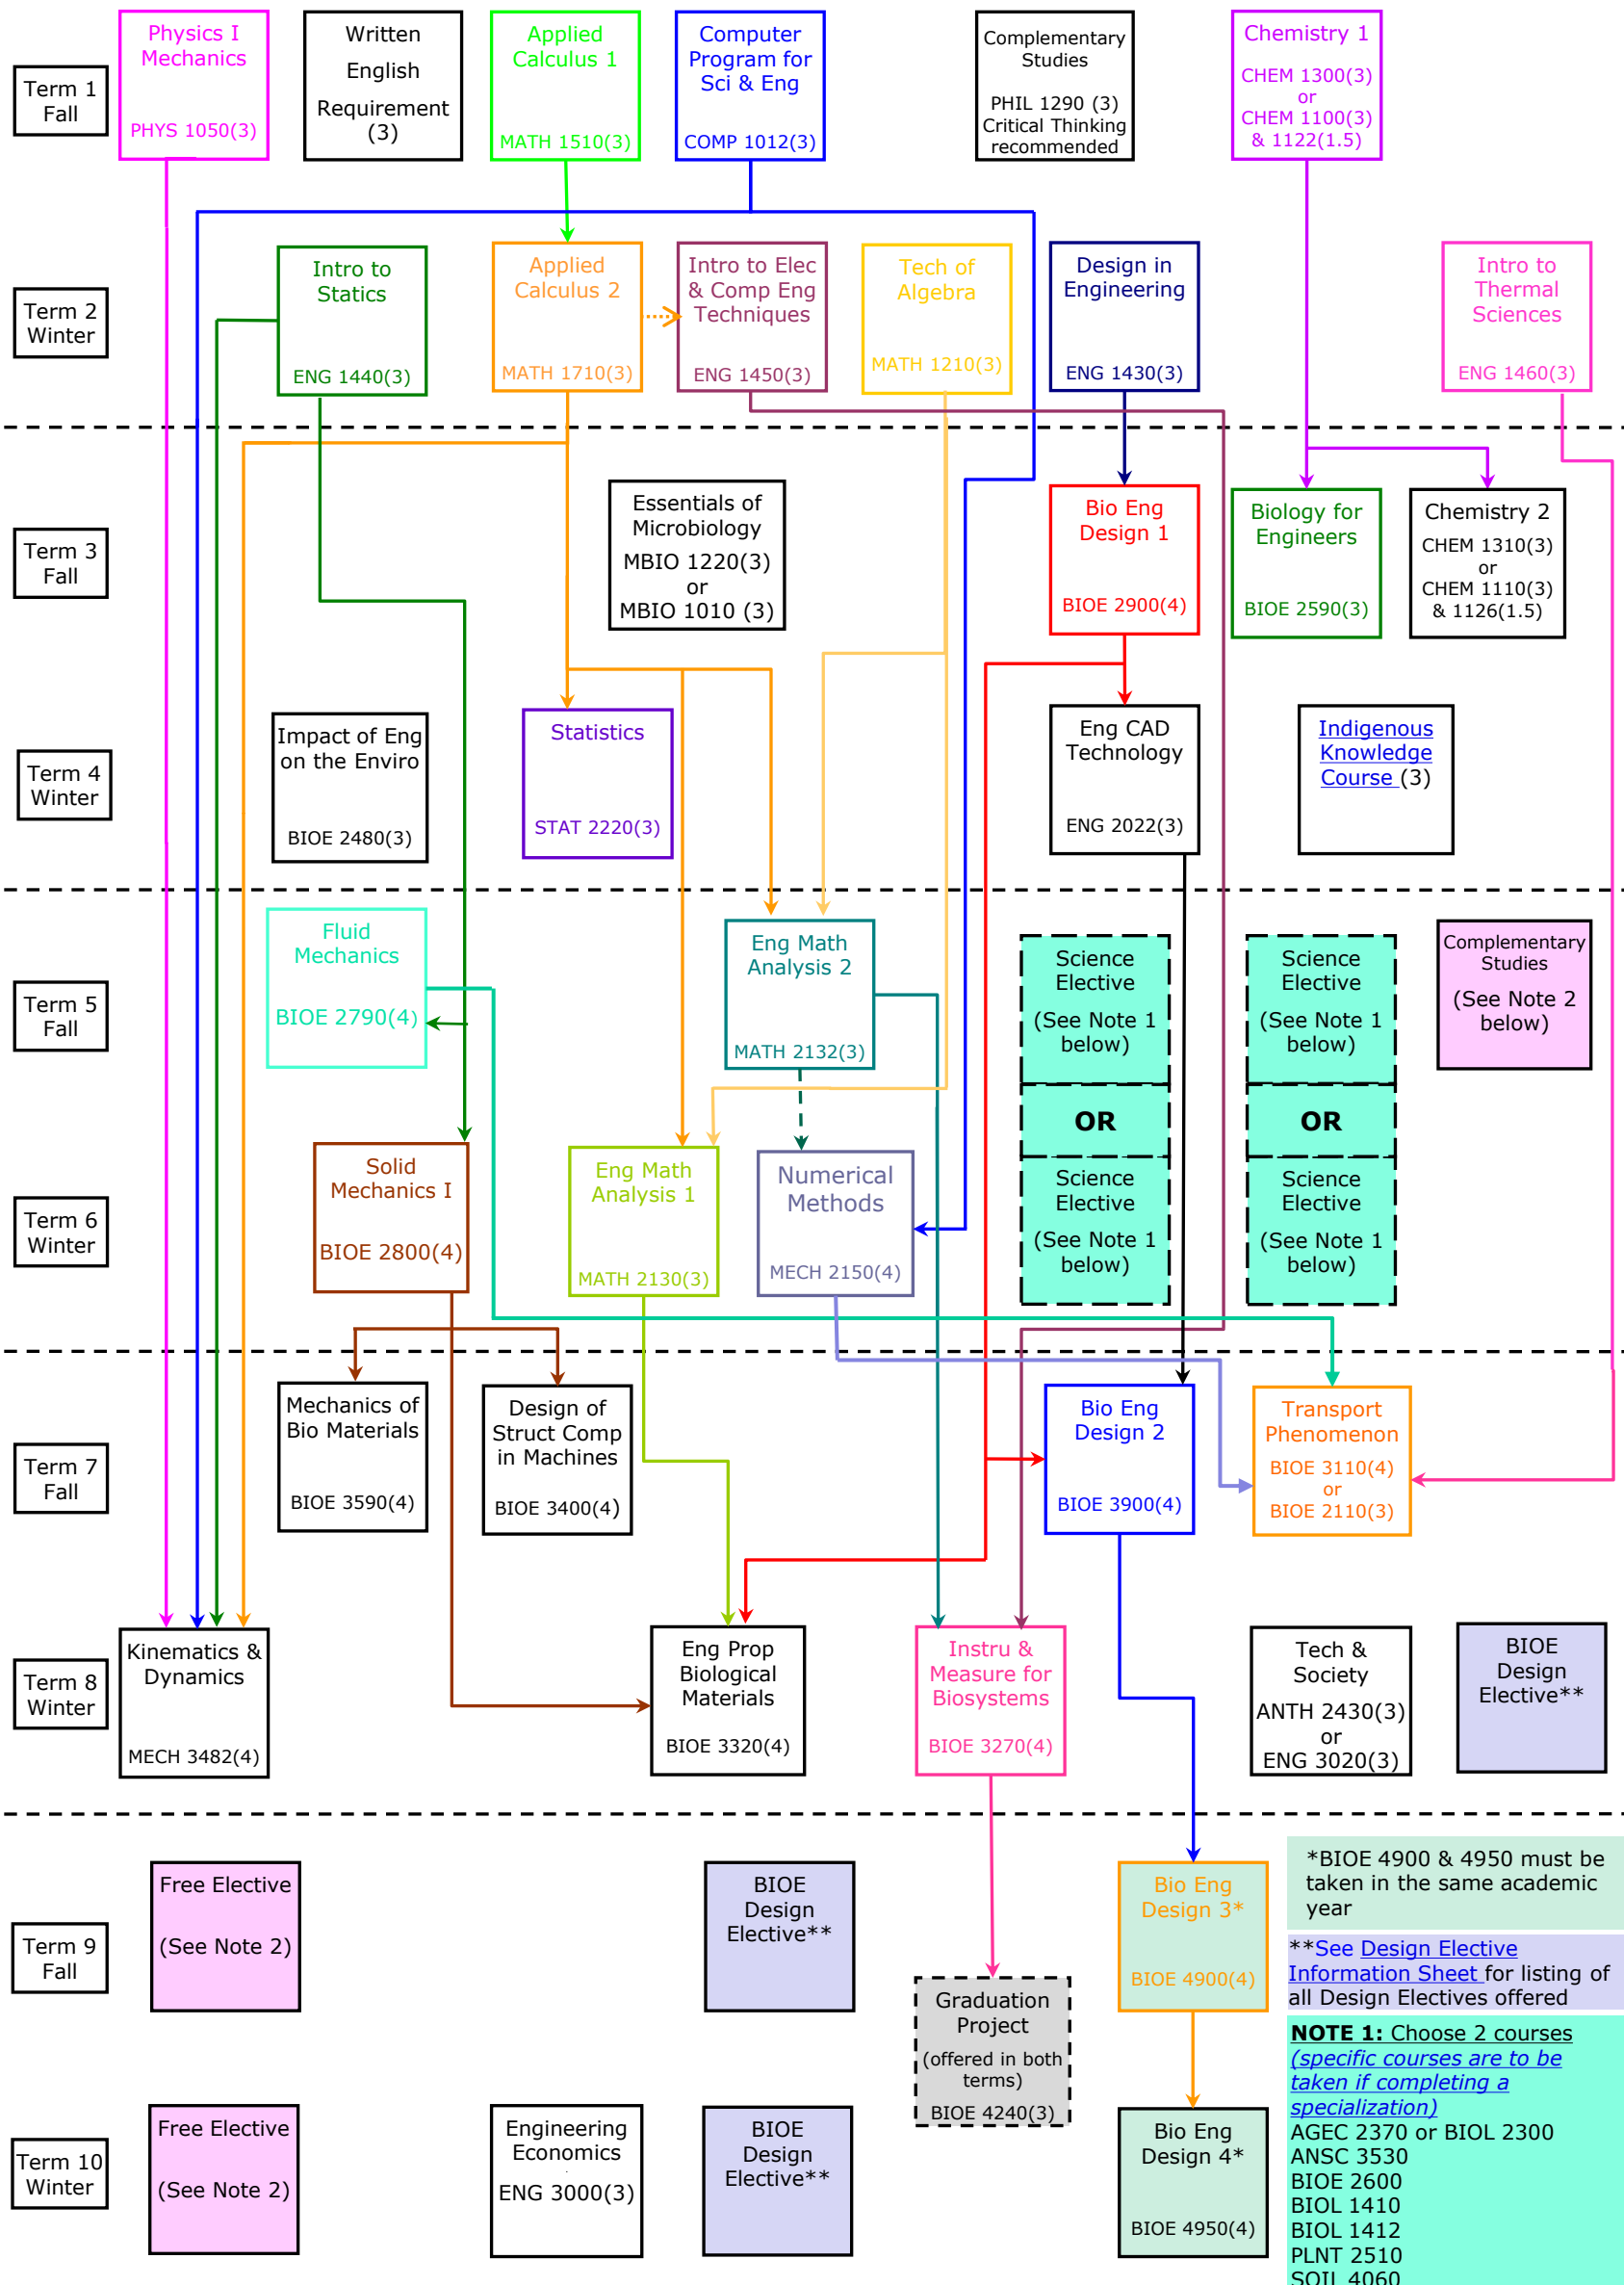 Term 1
Fall
Physics I
Mechanics
PHYS 1050(3)
Written
English
Requirement
(3)
Applied
Calculus 1
MATH 1510(3)
Computer
Program for
Sci & Eng
COMP 1012(3)
Complementary
Studies
PHIL 1290 (3)
Critical Thinking
recommended
Chemistry 1
CHEM 1300(3)
or
CHEM 1100(3)
& 1122(1.5)
Term 2
Winter
Intro to
Statics
ENG 1440(3)
Applied
Calculus 2
MATH 1710(3)
Intro to Elec
& Comp Eng
Techniques
ENG 1450(3)
Tech of
Algebra
MATH 1210(3)
Design in
Engineering
ENG 1430(3)
Intro to
Thermal
Sciences
ENG 1460(3)
Term 3
Fall
Essentials of
Microbiology
MBIO 1220(3)
or
MBIO 1010 (3)
Bio Eng
Design 1
BIOE 2900(4)
Biology for
Engineers
BIOE 2590(3)
Chemistry 2
CHEM 1310(3)
or
CHEM 1110(3)
& 1126(1.5)
Term 4
Winter
Impact of Eng
on the Enviro
BIOE 2480(3)
Statistics
STAT 2220(3)
Eng CAD
Technology
ENG 2022(3)
Indigenous
Knowledge
Course (3)
Term 5
Fall
Fluid
Mechanics
BIOE 2790(4)
Eng Math
Analysis 2
MATH 2132(3)
Science
Elective
(See Note 1
below)
Science
Elective
(See Note 1
below)
Complementary
Studies
(See Note 2
below)
OR
OR
Term 6
Winter
Solid
Mechanics I
BIOE 2800(4)
Eng Math
Analysis 1
MATH 2130(3)
Numerical
Methods
MECH 2150(4)
Science
Elective
(See Note 1
below)
Science
Elective
(See Note 1
below)
Term 7
Fall
Mechanics of
Bio Materials
BIOE 3590(4)
Design of
Struct Comp
in Machines
BIOE 3400(4)
Bio Eng
Design 2
BIOE 3900(4)
Transport
Phenomenon
BIOE 3110(4)
or
BIOE 2110(3)
Term 8
Winter
Kinematics &
Dynamics
MECH 3482(4)
Eng Prop
Biological
Materials
BIOE 3320(4)
Instru &
Measure for
Biosystems
BIOE 3270(4)
Tech &
Society
ANTH 2430(3)
or
ENG 3020(3)
BIOE
Design
Elective**
Term 9
Fall
Free Elective
(See Note 2)
BIOE
Design
Elective**
Graduation
Project
(offered in both
terms)
BIOE 4240(3)
Bio Eng
Design 3*
BIOE 4900(4)
*BIOE 4900 & 4950 must be
taken in the same academic
year
**See Design Elective
Information Sheet for listing of
all Design Electives offered
Term 10
Winter
Free Elective
(See Note 2)
Engineering
Economics
ENG 3000(3)
BIOE
Design
Elective**
Bio Eng
Design 4*
BIOE 4950(4)
NOTE 1: Choose 2 courses
(specific courses are to be
taken if completing a
specialization)
AGEC 2370 or BIOL 2300
ANSC 3530
BIOE 2600
BIOL 1410
BIOL 1412
PLNT 2510
SOIL 4060